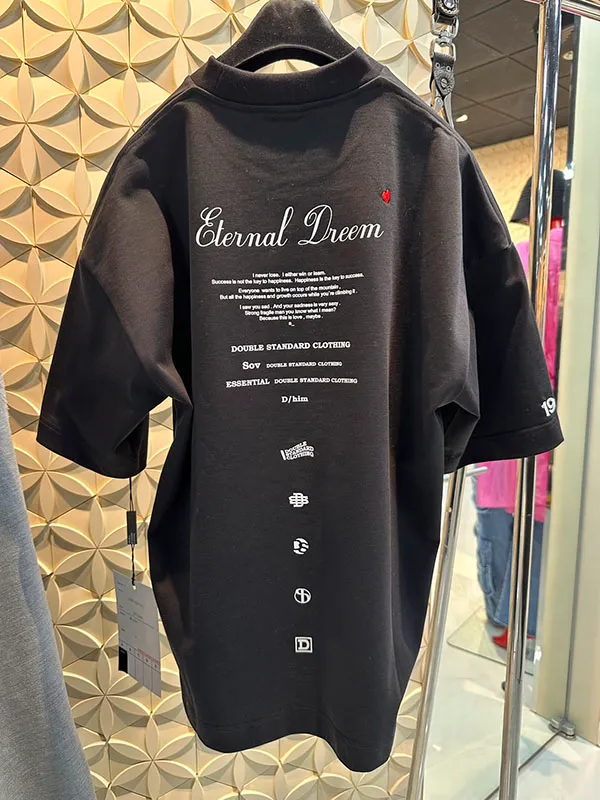 Eternal Dreem
I never lose. I either win or learn.
Success is not the key to happiness. Happiness is the key to success.
Everyone wants to live on top of the mountain ,
But all the happiness and growth occurs while you're climbing it .
I saw you sad . And your sadness is very sexy .
Strong fragile man you know what I mean?
Because this is love , maybe .
DOUBLE STANDARD CLOTHING
Sov DOUBLE STANDARD CLOTHING
ESSENTIAL DOUBLE STANDARD CLOTHING
D/him
19
DOUBLE
STANDARD
CLOTHING
D